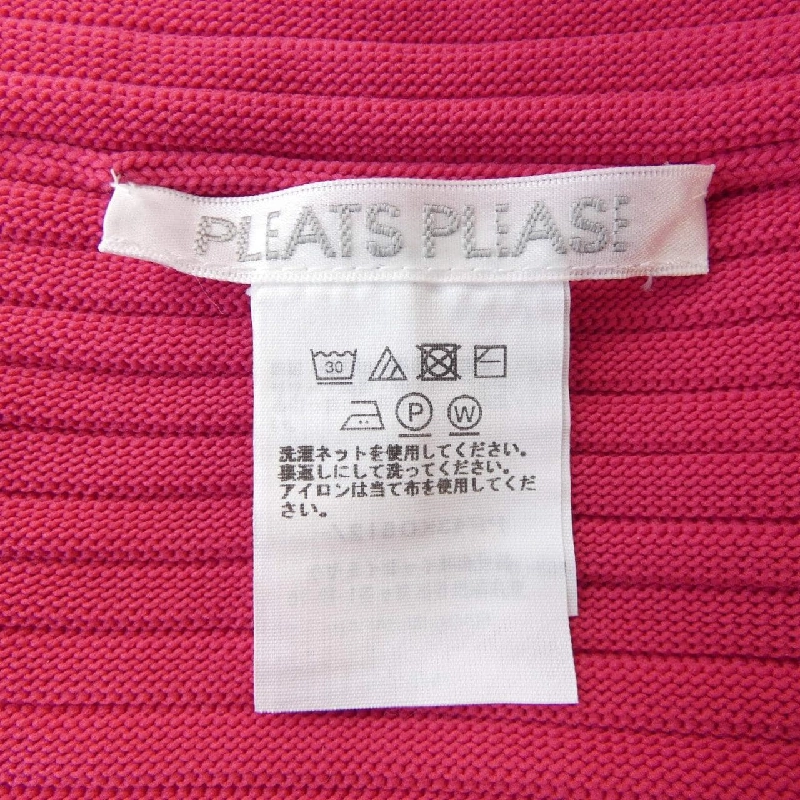 PLEATS PLEASE
30
P W
洗濯ネットを使用してください。
裏返しにして洗ってください。
アイロンは当て布を使用してくだ
さい。